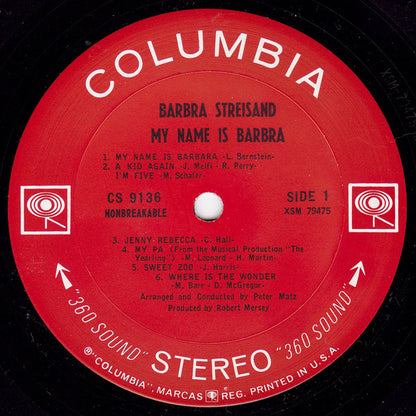 COLUMBIA
BARBRA STREISAND
MY NAME IS BARBRA
1. MY NAME IS BARBARA -L. Bernstein-
2. A KID AGAIN -J. Melfi - R. Perry-
I'M FIVE -M. Schafer-
CS 9136
NONBREAKABLE
SIDE 1
XSM 79475
3. JENNY REBECCA -C. Hall-
4. MY PA (From the Musical Production "The
Yearling") -M. Leonard - H. Martin-
5. SWEET ZOO -J. Harris-
6. WHERE IS THE WONDER
-M. Barr - D. McGregor-
Arranged and Conducted by Peter Matz
Produced by Robert Mersey
"360 SOUND" STEREO "360 SOUND"
® "COLUMBIA", MARCAS REG. PRINTED IN U.S.A.